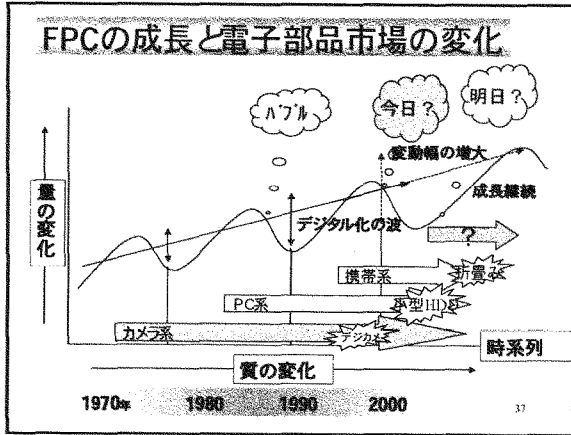 FPCの成長と電子部品市場の変化
バブル
今日?
明日?
変動幅の増大
成長継続
量の変化
デジタル化の波
?
携帯系
折畳み
PC系
小型HDD
カメラ系
デジカメ
時系列
質の変化
1970年
1980
1990
2000
37